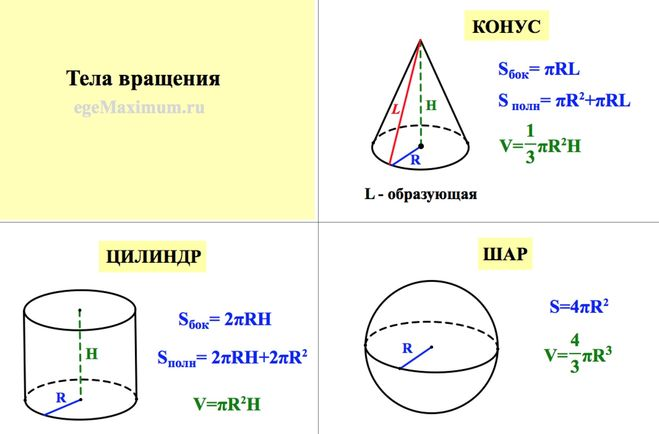 Тела вращения
egeMaximum.ru
КОНУС
L
H
R
Sбок= πRL
S полн= πR²+πRL
V=1/3πR²H
L - образующая
ЦИЛИНДР
H
R
Sбок= 2πRH
Sполн= 2πRH+2πR²
V=πR²H
ШАР
R
S=4πR²
V=4/3πR³